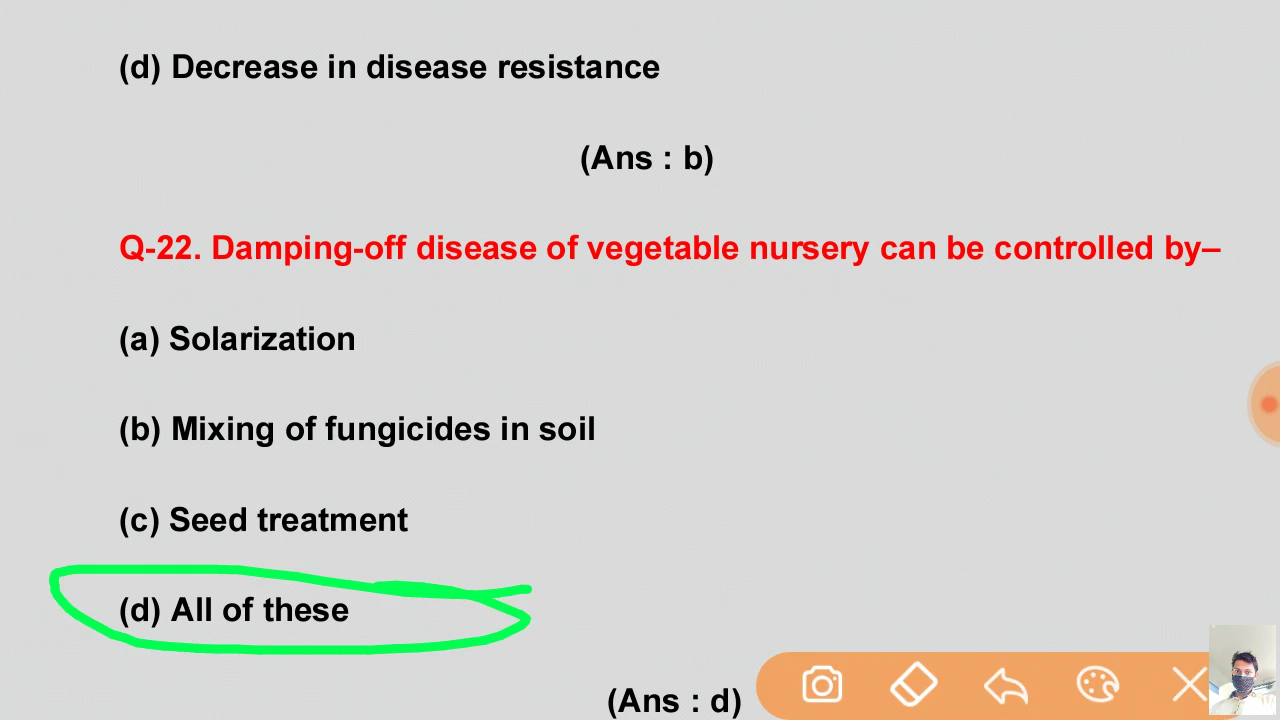 (d) Decrease in disease resistance
(Ans : b)
Q-22. Damping-off disease of vegetable nursery can be controlled by–
(a) Solarization
(b) Mixing of fungicides in soil
(c) Seed treatment
(d) All of these
(Ans : d)